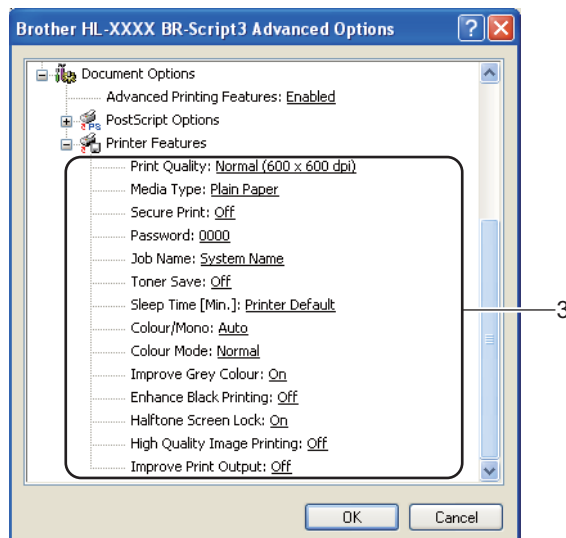 Brother HL-XXXX BR-Script3 Advanced Options
Document Options
Advanced Printing Features: Enabled
PS
PostScript Options
Printer Features
Print Quality: Normal (600 x 600 dpi)
Media Type: Plain Paper
Secure Print: Off
Password: 0000
Job Name: System Name
Toner Save: Off
Sleep Time [Min.]: Printer Default
3
Colour/Mono: Auto
Colour Mode: Normal
Improve Grey Colour: On
Enhance Black Printing: Off
Halftone Screen Lock: On
High Quality Image Printing: Off
Improve Print Output: Off
OK
Cancel